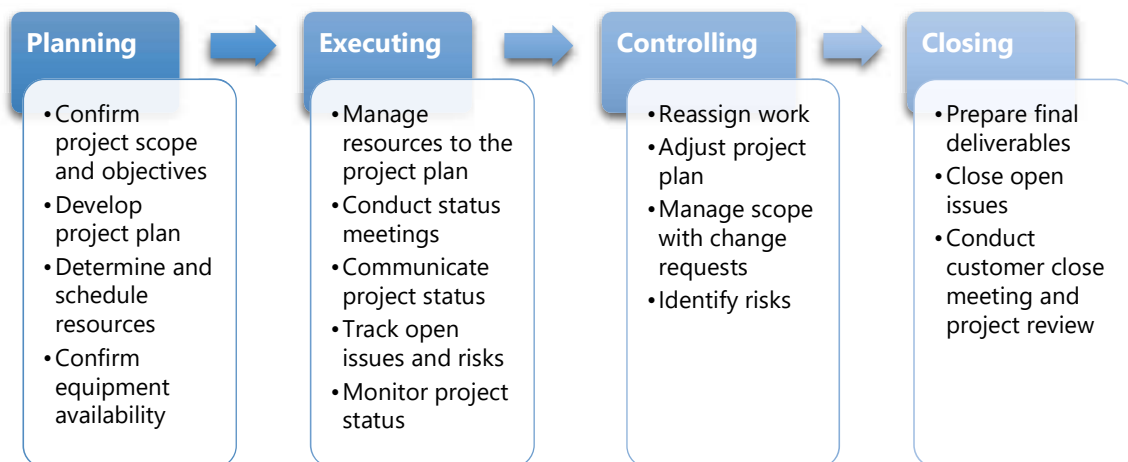 Planning
• Confirm
project scope
and objectives
• Develop
project plan
• Determine and
schedule
resources
• Confirm
equipment
availability
Executing
• Manage
resources to the
project plan
• Conduct status
meetings
• Communicate
project status
• Track open
issues and risks
• Monitor project
status
Controlling
• Reassign work
• Adjust project
plan
• Manage scope
with change
requests
• Identify risks
Closing
• Prepare final
deliverables
• Close open
issues
• Conduct
customer close
meeting and
project review